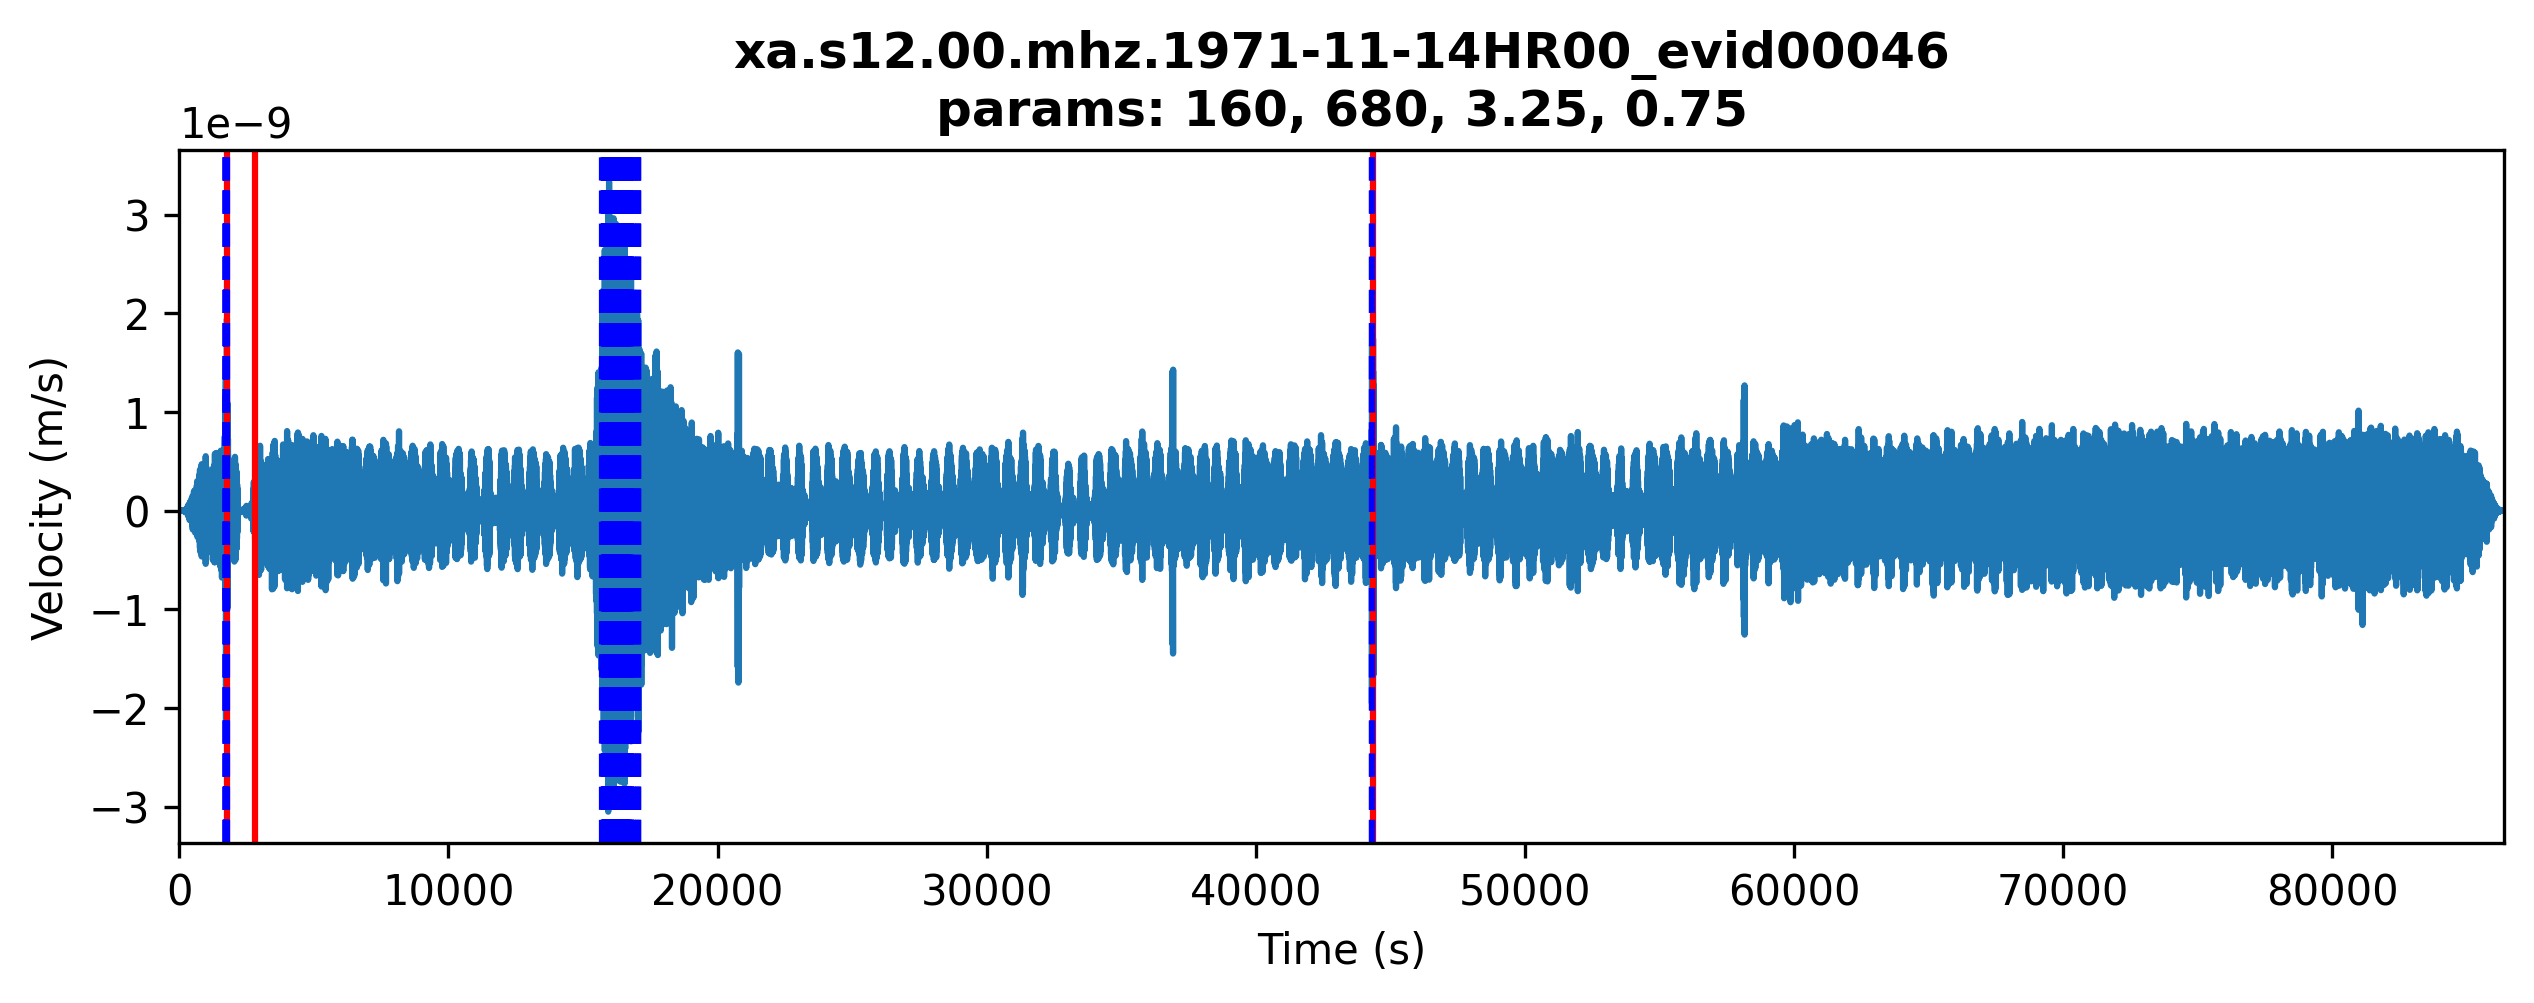 xa.s12.00.mhz.1971-11-14HR00_evid00046
params: 160, 680, 3.25, 0.75
1e−9
3
2
1
0
−1
−2
−3
Velocity (m/s)
0 10000 20000 30000 40000 50000 60000 70000 80000
Time (s)